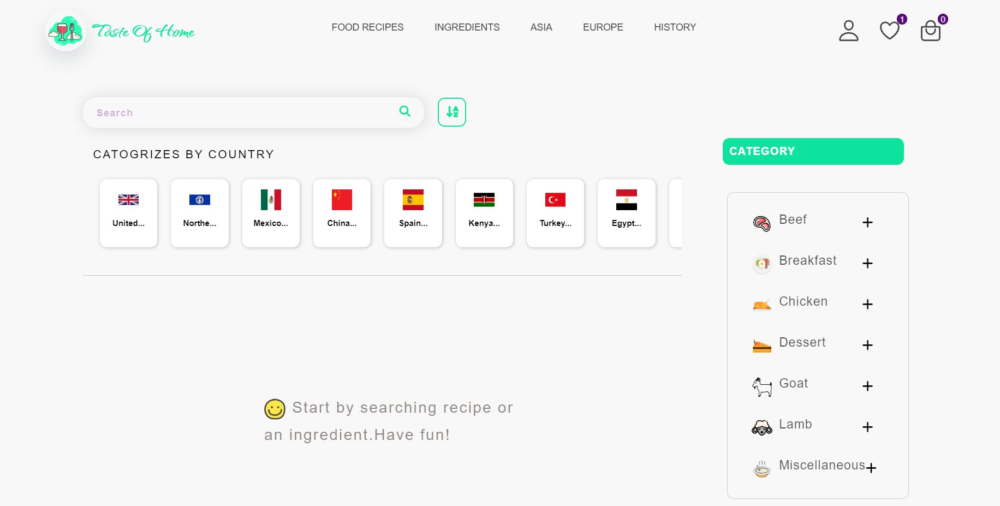 Taste Of Home
FOOD RECIPES
INGREDIENTS
ASIA
EUROPE
HISTORY
1
0
Search
A
Z
CATOGRIZES BY COUNTRY
United...
Northe...
Mexico...
China...
Spain...
Kenya...
Turkey...
Egypt...
CATEGORY
Beef
Breakfast
Chicken
Dessert
Goat
Lamb
Miscellaneous
Start by searching recipe or
an ingredient.Have fun!